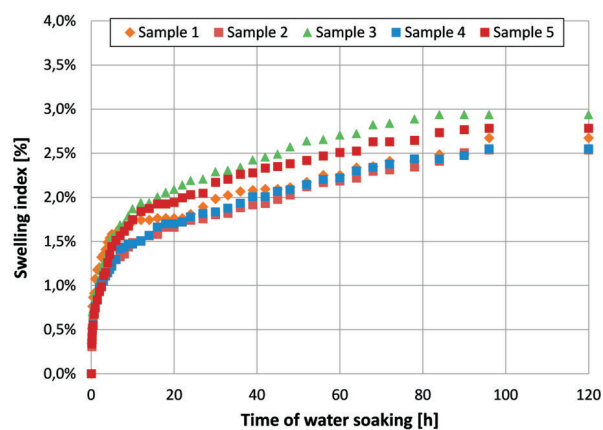 4,0%
Sample 1 Sample 2 Sample 3 Sample 4 Sample 5
3,5%
3,0%
2,5%
2,0%
1,5%
1,0%
0,5%
0,0%
Swelling index [%]
0 20 40 60 80 100 120
Time of water soaking [h]